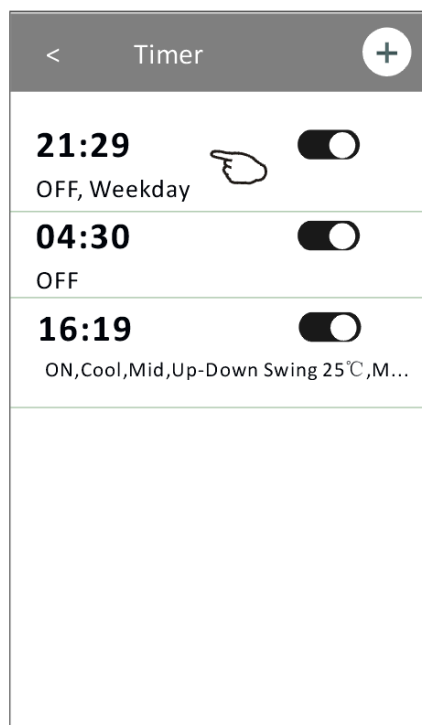 < Timer +
21:29
OFF, Weekday
04:30
OFF
16:19
ON,Cool,Mid,Up-Down Swing 25℃,M...